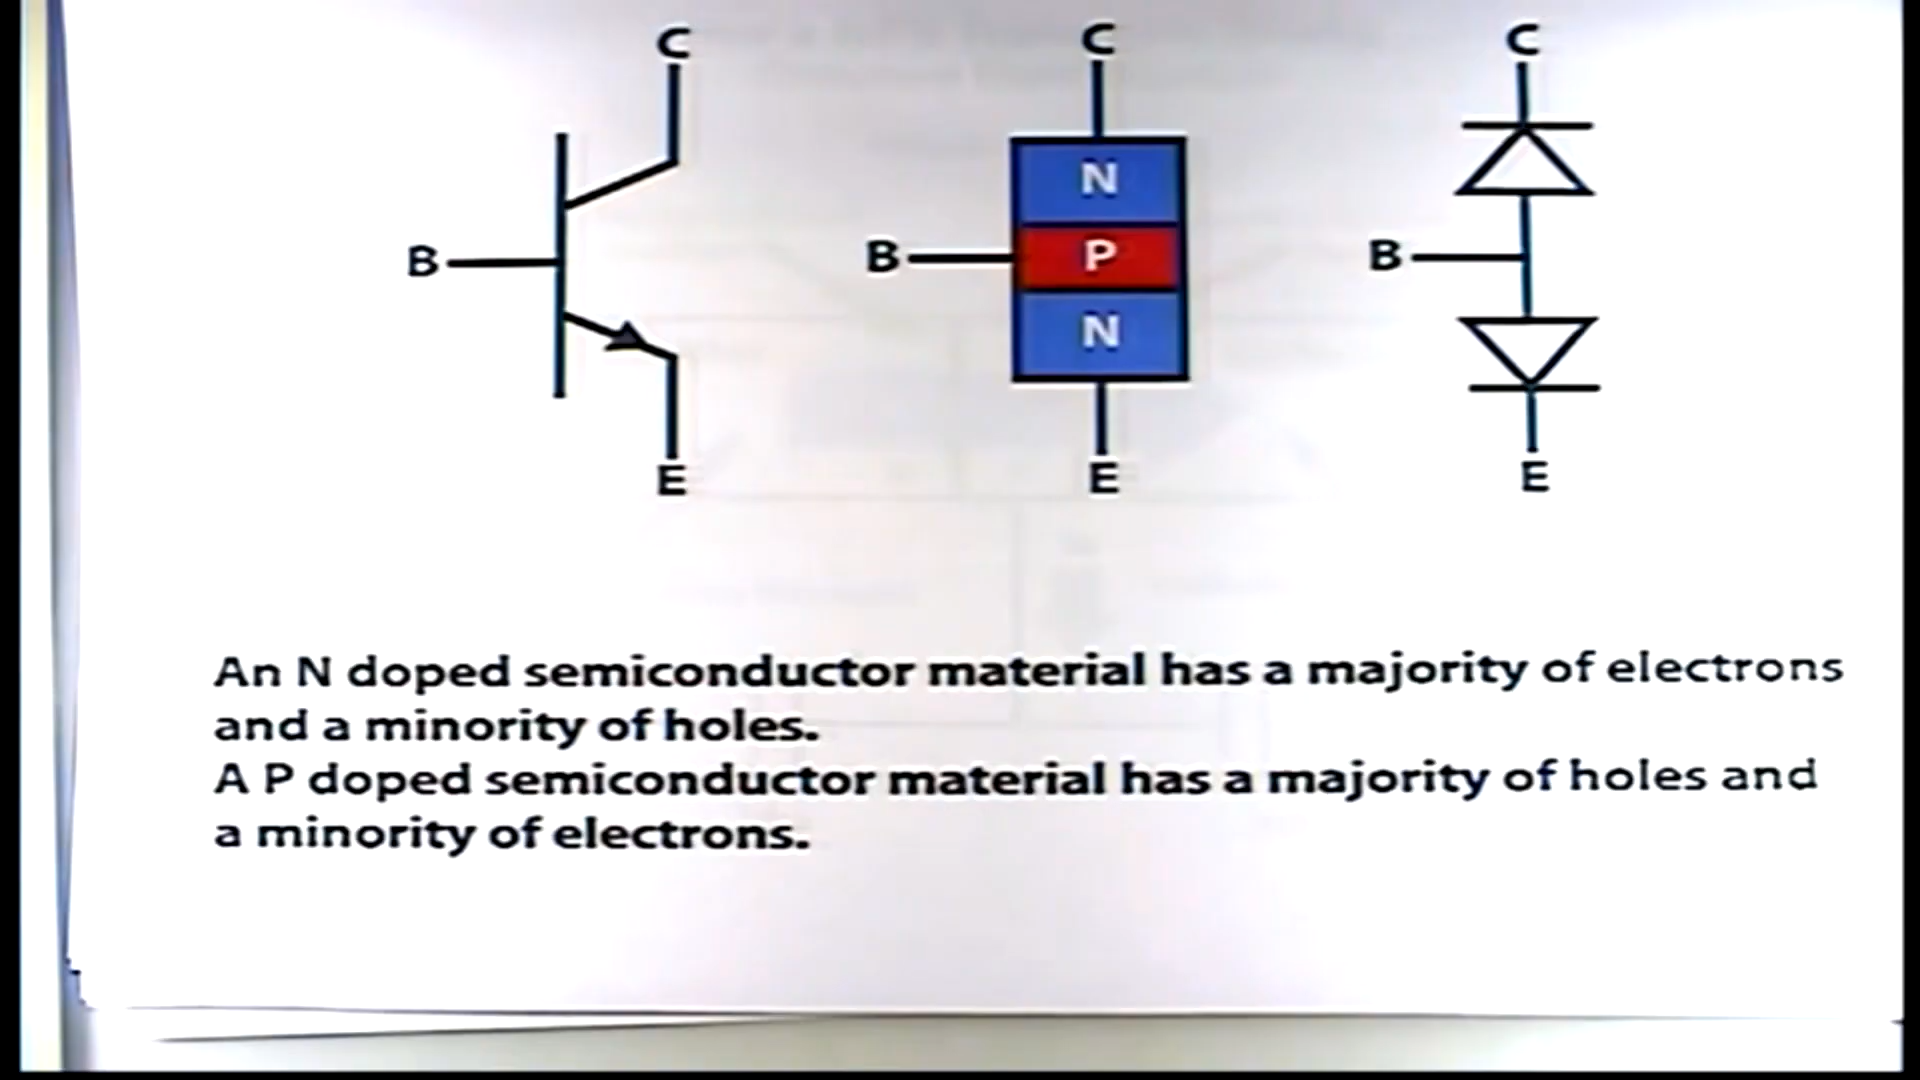 C C C
N
B B P B
N
E E E
An N doped semiconductor material has a majority of electrons
and a minority of holes.
A P doped semiconductor material has a majority of holes and
a minority of electrons.